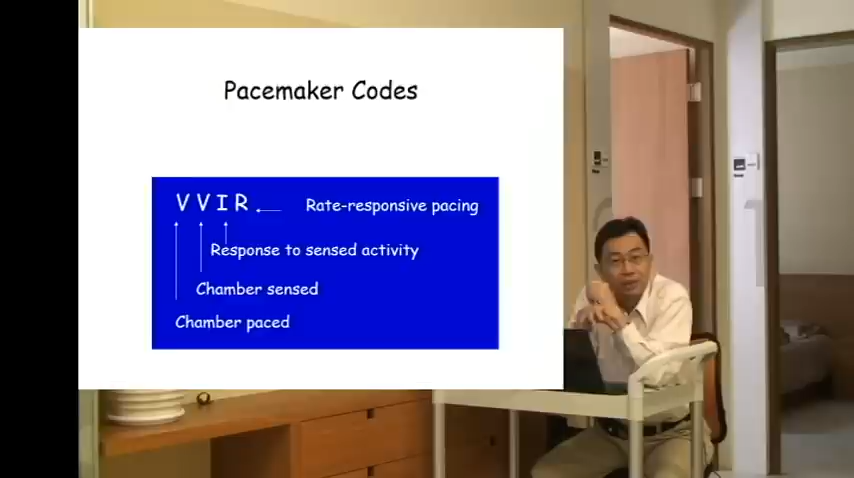 Pacemaker Codes
VVIR Rate-responsive pacing
Response to sensed activity
Chamber sensed
Chamber paced